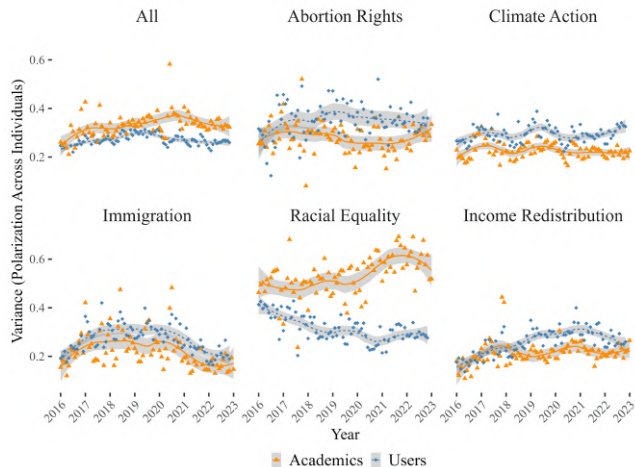 All
Abortion Rights
Climate Action
0.6
0.4
0.2
Immigration
Racial Equality
Income Redistribution
0.6
0.4
0.2
Variance (Polarization Across Individuals)
2016 2017 2018 2019 2020 2021 2022 2023
2016 2017 2018 2019 2020 2021 2022 2023
2016 2017 2018 2019 2020 2021 2022 2023
Year
Academics Users